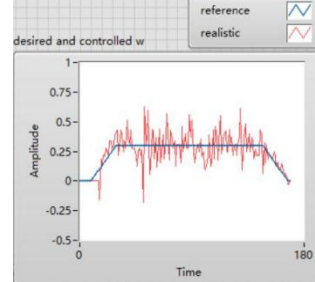 reference
realistic
desired and controlled w
Amplitude
1
0.75
0.5
0.25
0
-0.25
-0.5
0
180
Time